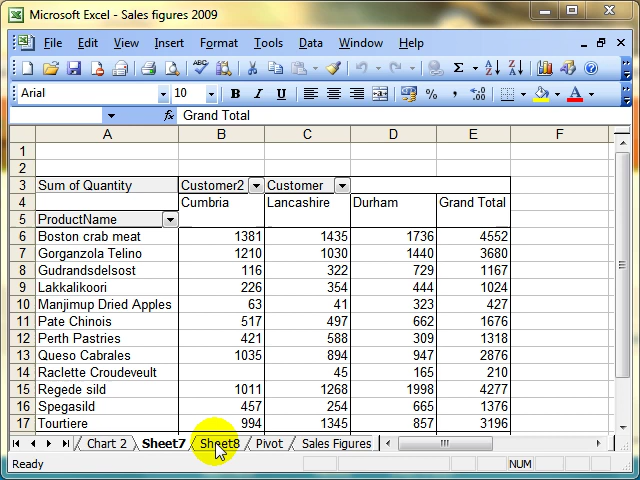 Microsoft Excel - Sales figures 2009
File Edit View Insert Format Tools Data Window Help
Arial 10 B I U
Grand Total
A B C D E F
1
2
3 Sum of Quantity Customer2 Customer
4 Cumbria Lancashire Durham Grand Total
5 ProductName
6 Boston crab meat 1381 1435 1736 4552
7 Gorganzola Telino 1210 1030 1440 3680
8 Gudrandsdelsost 116 322 729 1167
9 Lakkalikoori 226 354 444 1024
10 Manjimup Dried Apples 63 41 323 427
11 Pate Chinois 517 497 662 1676
12 Perth Pastries 421 588 309 1318
13 Queso Cabrales 1035 894 947 2876
14 Raclette Croudeveult 45 165 210
15 Regede sild 1011 1268 1998 4277
16 Spegasild 457 254 665 1376
17 Tourtiere 994 1345 857 3196
Chart 2 Sheet7 Sheet8 Pivot Sales Figures
Ready NUM